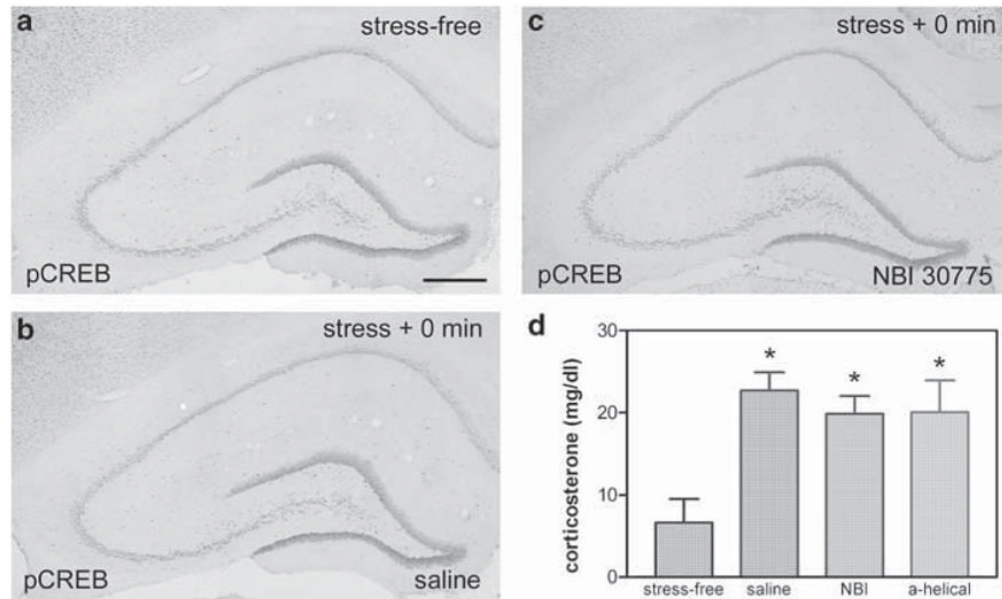 a
stress-free
pCREB
b
stress + 0 min
pCREB
saline
c
stress + 0 min
pCREB
NBI 30775
d
corticosterone (mg/dl)
30
20
10
0
*
*
*
stress-free saline NBI a-helical